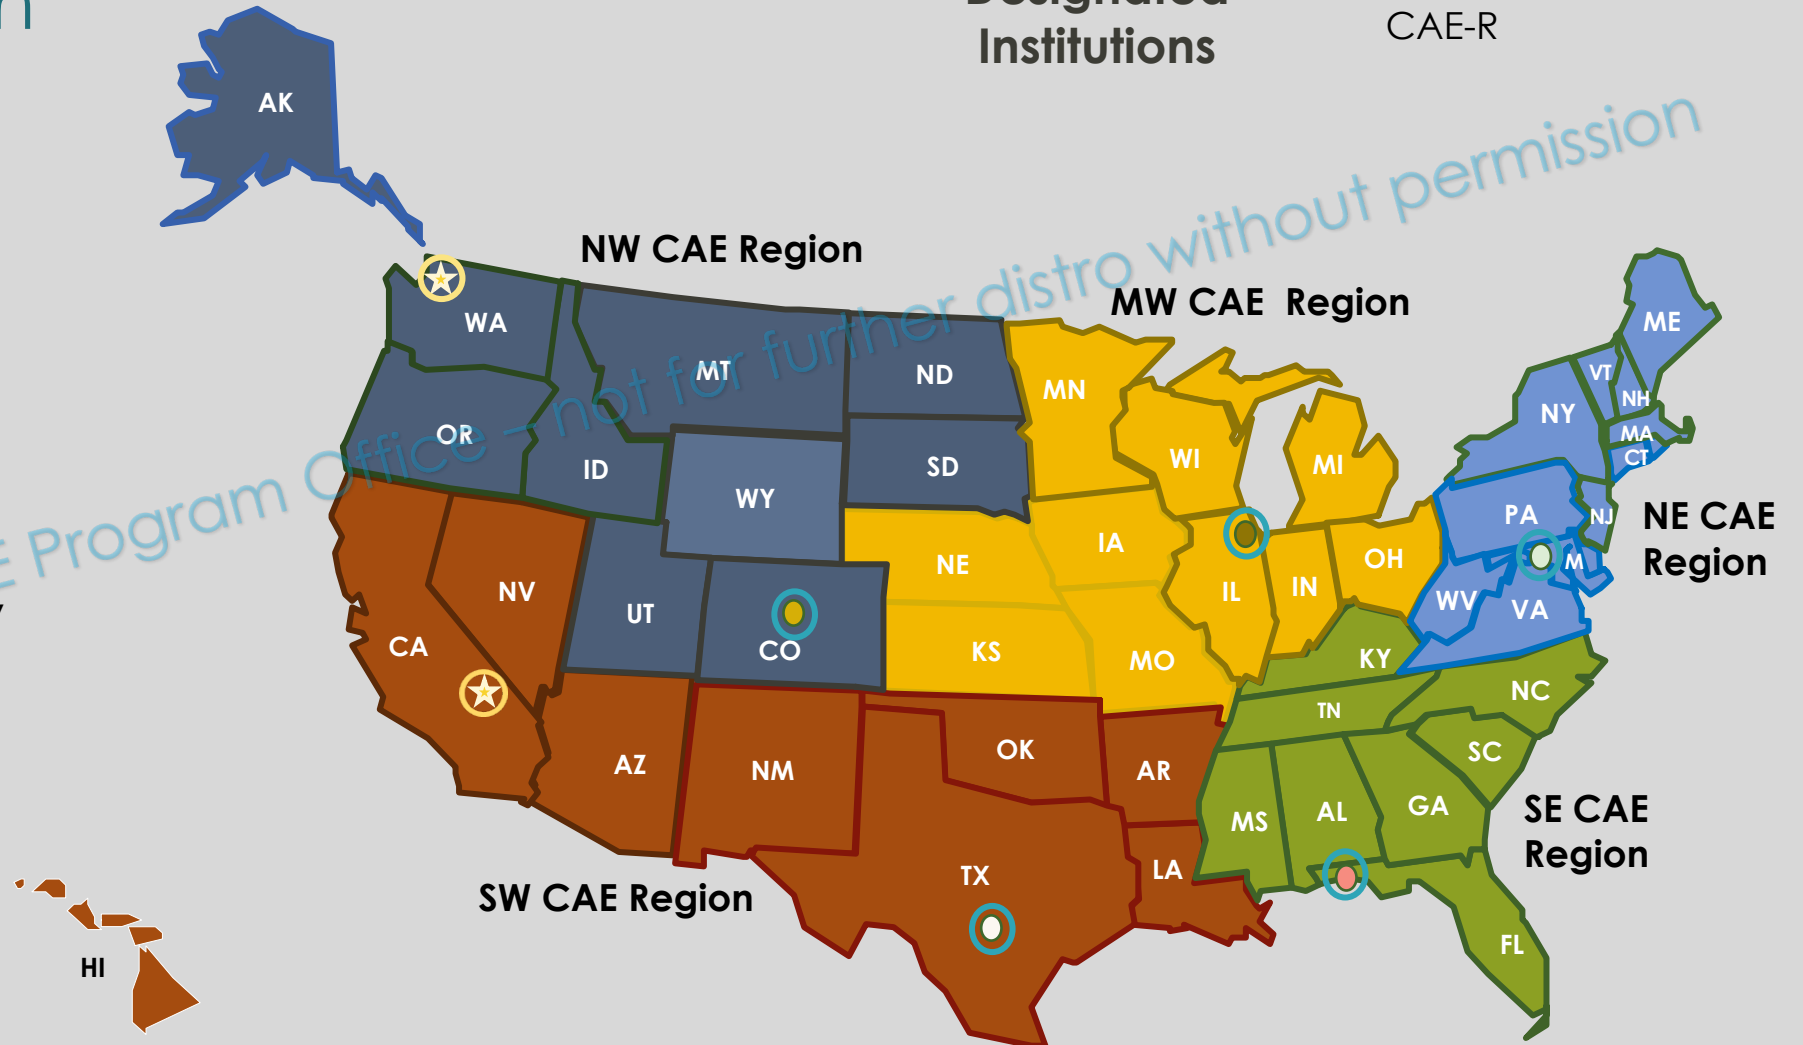 Institutions
CAE-R
AK
NW CAE Region
MW CAE Region
Program Office – not for further distro without permission
WA
MT
ND
MN
ME
VT
NH
NY
MA
CT
OR
ID
WY
SD
WI
MI
PA
NJ
NE CAE
Region
NE
IA
IL
IN
OH
M
WV
VA
NV
UT
CO
KS
MO
KY
CA
NC
TN
AZ
NM
OK
AR
SC
MS
AL
GA
SE CAE
Region
TX
LA
SW CAE Region
FL
HI